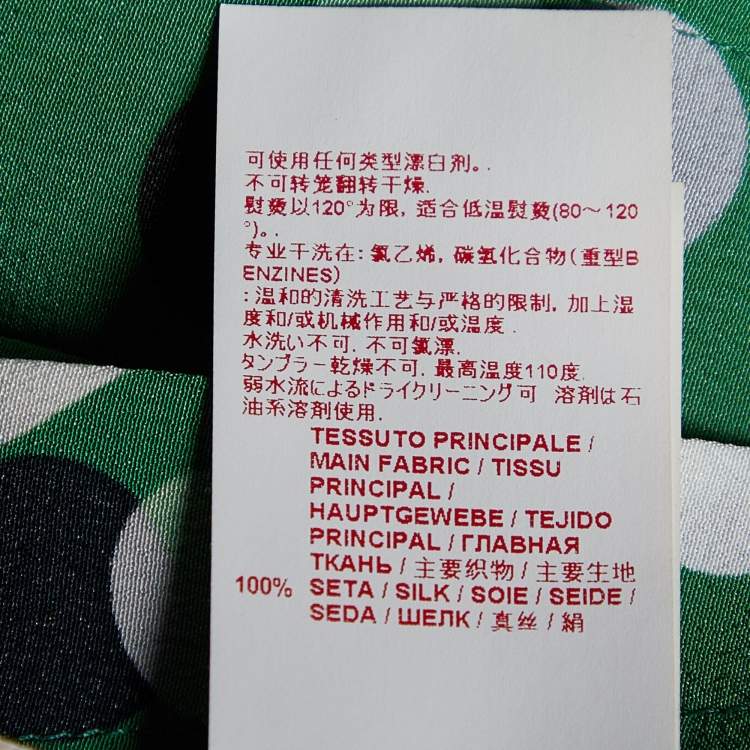 可使用任何类型漂白剂。.
不可转笼翻转干燥.
熨烫以120°为限, 适合低温熨烫(80～120
°)。.
专业干洗在: 氯乙烯, 碳氢化合物 (重型B
ENZINES)
: 温和的清洗工艺与严格的限制, 加上湿
度和/或机械作用和/或温度 .
水洗い不可. 不可氯漂.
タンブラー乾燥不可. 最高温度110度.
弱水流によるドライクリーニング可 溶剤は石
油系溶剤使用.
TESSUTO PRINCIPALE /
MAIN FABRIC / TISSU
PRINCIPAL /
HAUPTGEWEBE / TEJIDO
PRINCIPAL / ГЛАВНАЯ
ТКАНЬ / 主要织物 / 主要生地
100% SETA / SILK / SOIE / SEIDE /
SEDA / ШЕЛК / 真丝 / 絹